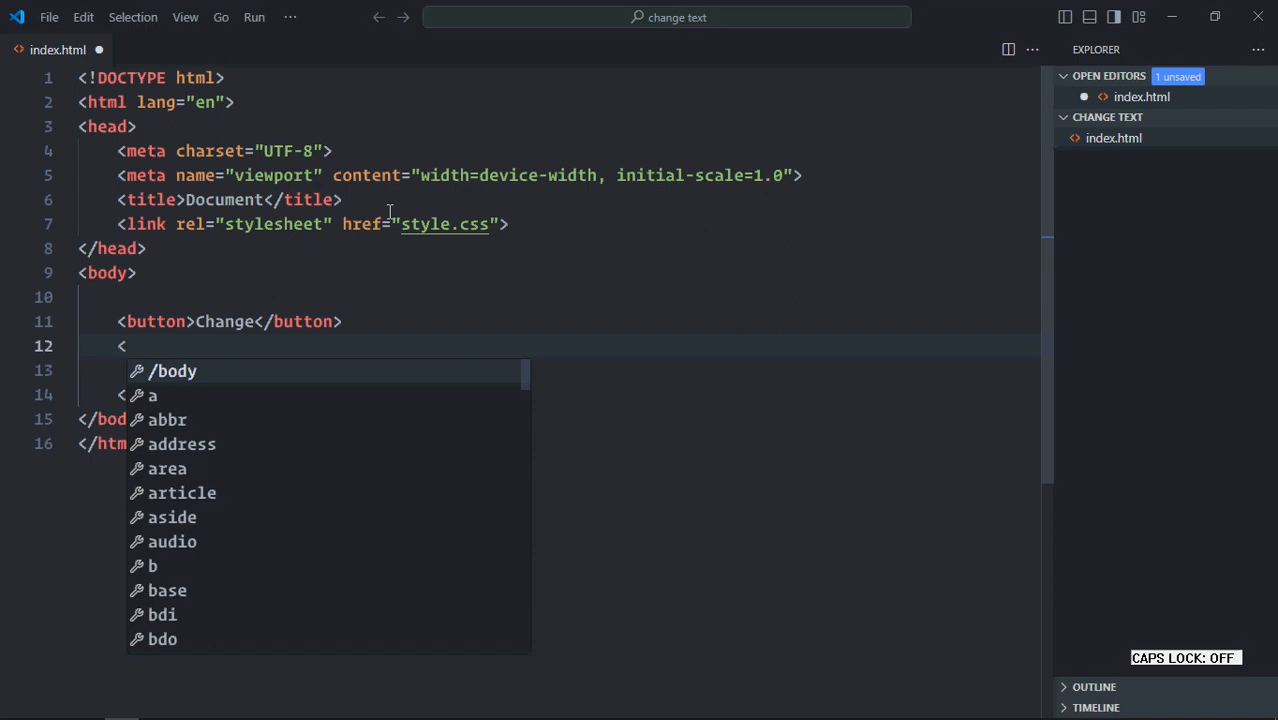 File Edit Selection View Go Run ··· change text
index.html
<!DOCTYPE html>
<html lang="en">
<head>
<meta charset="UTF-8">
<meta name="viewport" content="width=device-width, initial-scale=1.0">
<title>Document</title>
<link rel="stylesheet" href="style.css">
</head>
<body>
<button>Change</button>
<
/body
a
abbr
address
area
article
aside
audio
b
base
bdi
bdo
<
</bod
</htm
1
2
3
4
5
6
7
8
9
10
11
12
13
14
15
16
EXPLORER
OPEN EDITORS 1 unsaved
index.html
CHANGE TEXT
index.html
CAPS LOCK: OFF
OUTLINE
TIMELINE